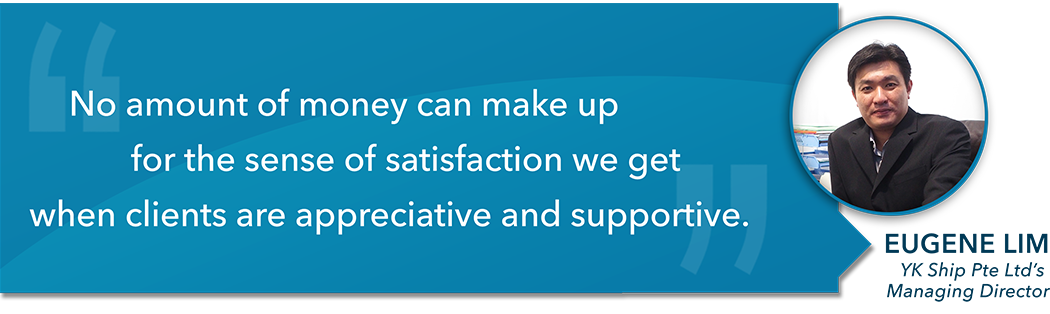 No amount of money can make up
for the sense of satisfaction we get
when clients are appreciative and supportive.
EUGENE LIM
YK Ship Pte Ltd's
Managing Director